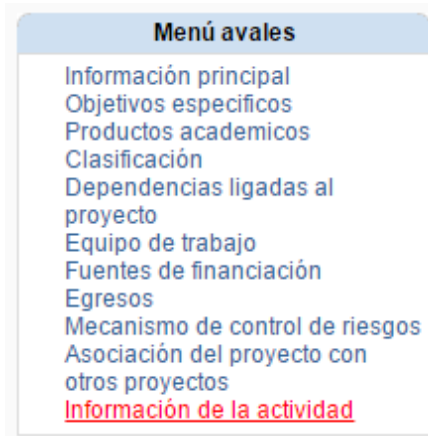 Menú avales
Información principal
Objetivos especificos
Productos academicos
Clasificación
Dependencias ligadas al
proyecto
Equipo de trabajo
Fuentes de financiación
Egresos
Mecanismo de control de riesgos
Asociación del proyecto con
otros proyectos
Información de la actividad